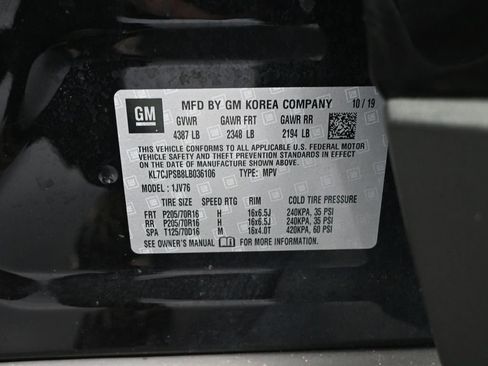 GM
MFD BY GM KOREA COMPANY 10/19
GVWR GAWR FRT GAWR RR
4387 LB 2348 LB 2194 LB
THIS VEHICLE CONFORMS TO ALL APPLICABLE U.S. FEDERAL MOTOR
VEHICLE SAFETY AND THEFT PREVENTION STANDARDS IN EFFECT ON
THE DATE OF MANUFACTURE SHOWN ABOVE.
KL7CJPSB8LB036106 TYPE: MPV
MODEL: 1JV76
TIRE SIZE SPEED RTG RIM
FRT P205/70R16 H 16x6.5J 240KPA, 35 PSI
RR P205/70R16 H 16x6.5J 240KPA, 35 PSI
SPA T125/70D16 M 16x4.0T 420KPA, 60 PSI
SEE OWNER'S MANUAL FOR MORE INFORMATION.